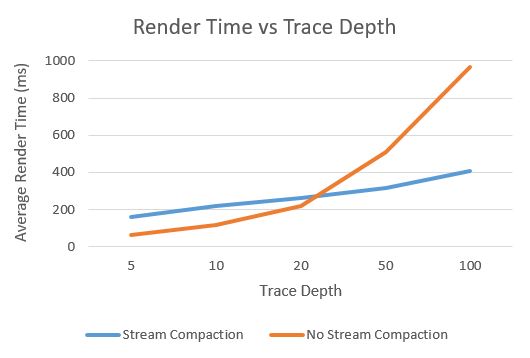 Render Time vs Trace Depth
Average Render Time (ms)
1000
800
600
400
200
0
5 10 20 50 100
Trace Depth
Stream Compaction No Stream Compaction